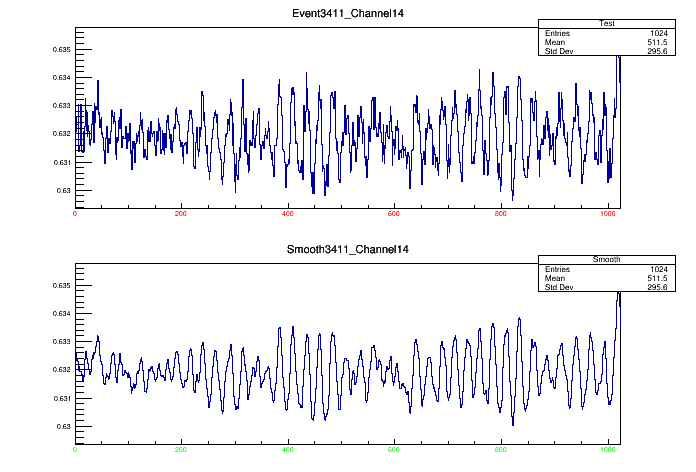 Event3411_Channel14
Test
Entries 1024
Mean 511.5
Std Dev 295.6
0.635
0.634
0.633
0.632
0.631
0.63
0 200 400 600 800 1000
Smooth3411_Channel14
Smooth
Entries 1024
Mean 511.5
Std Dev 295.6
0.635
0.634
0.633
0.632
0.631
0.63
0 200 400 600 800 1000